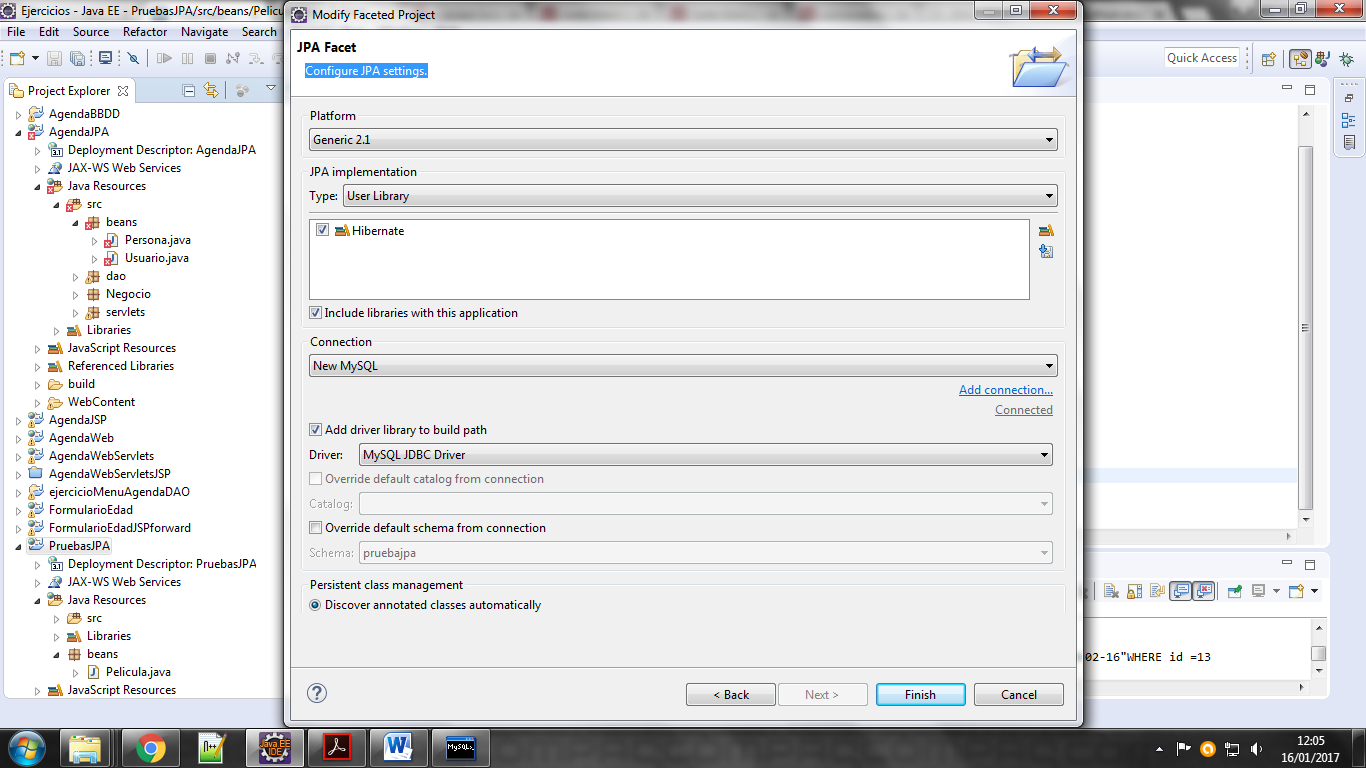 Ejercicios - Java EE - PruebasJPA/src/beans/Pelicu
File Edit Source Refactor Navigate Search
Quick Access
Project Explorer
AgendaBBDD
AgendaJPA
Deployment Descriptor: AgendaJPA
JAX-WS Web Services
Java Resources
src
beans
Persona.java
Usuario.java
dao
Negocio
servlets
Libraries
JavaScript Resources
Referenced Libraries
build
WebContent
AgendaJSP
AgendaWeb
AgendaWebServlets
AgendaWebServletsJSP
ejercicioMenuAgendaDAO
FormularioEdad
FormularioEdadJSPforward
PruebasJPA
Deployment Descriptor: PruebasJPA
JAX-WS Web Services
Java Resources
src
Libraries
beans
Pelicula.java
JavaScript Resources
Modify Faceted Project
JPA Facet
Configure JPA settings.
Platform
Generic 2.1
JPA implementation
Type: User Library
Hibernate
Include libraries with this application
Connection
New MySQL
Add connection...
Connected
Add driver library to build path
Driver: MySQL JDBC Driver
Override default catalog from connection
Catalog:
Override default schema from connection
Schema: pruebajpa
Persistent class management
Discover annotated classes automatically
< Back Next > Finish Cancel
02-16"WHERE id =13
Java EE
IDE
MySQL
12:05
16/01/2017